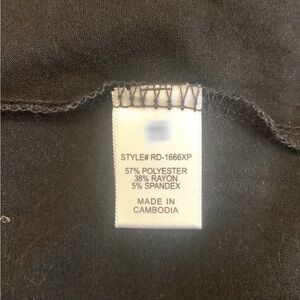 STYLE# RD-1666XP
57% POLYESTER
38% RAYON
5% SPANDEX
MADE IN
CAMBODIA